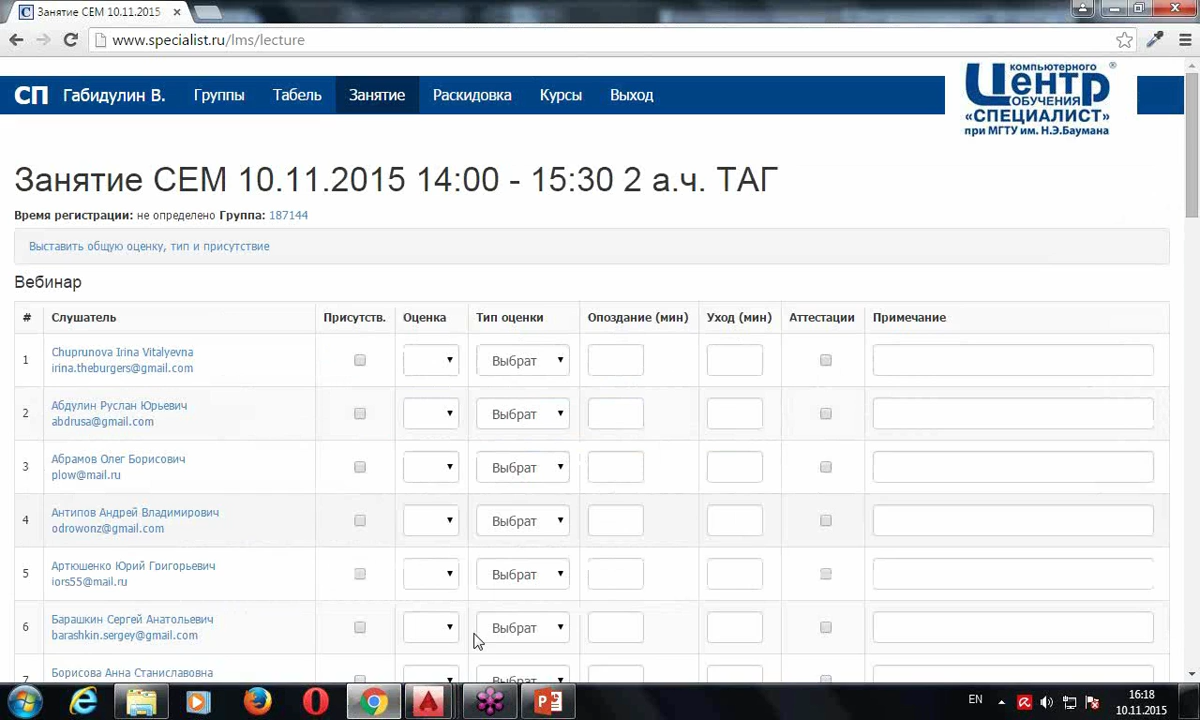 Занятие СЕМ 10.11.2015
www.specialist.ru/lms/lecture
СП Габидулин В. Группы Табель Занятие Раскидовка Курсы Выход
компьютерного
Центр
ОБУЧЕНИЯ
«СПЕЦИАЛИСТ»
при МГТУ им. Н.Э.Баумана
Занятие СЕМ 10.11.2015 14:00 - 15:30 2 а.ч. ТАГ
Время регистрации: не определено Группа: 187144
Выставить общую оценку, тип и присутствие
Вебинар
# Слушатель Присутств. Оценка Тип оценки Опоздание (мин) Уход (мин) Аттестации Примечание
1 Chuprunova Irina Vitalyevna Выбрат
irina.theburgers@gmail.com
2 Абдулин Руслан Юрьевич Выбрат
abdrusa@gmail.com
3 Абрамов Олег Борисович Выбрат
plow@mail.ru
4 Антипов Андрей Владимирович Выбрат
odrowonz@gmail.com
5 Артюшенко Юрий Григорьевич Выбрат
iors55@mail.ru
6 Барашкин Сергей Анатольевич Выбрат
barashkin.sergey@gmail.com
7 Борисова Анна Станиславовна Выбрат
EN 16:18
10.11.2015